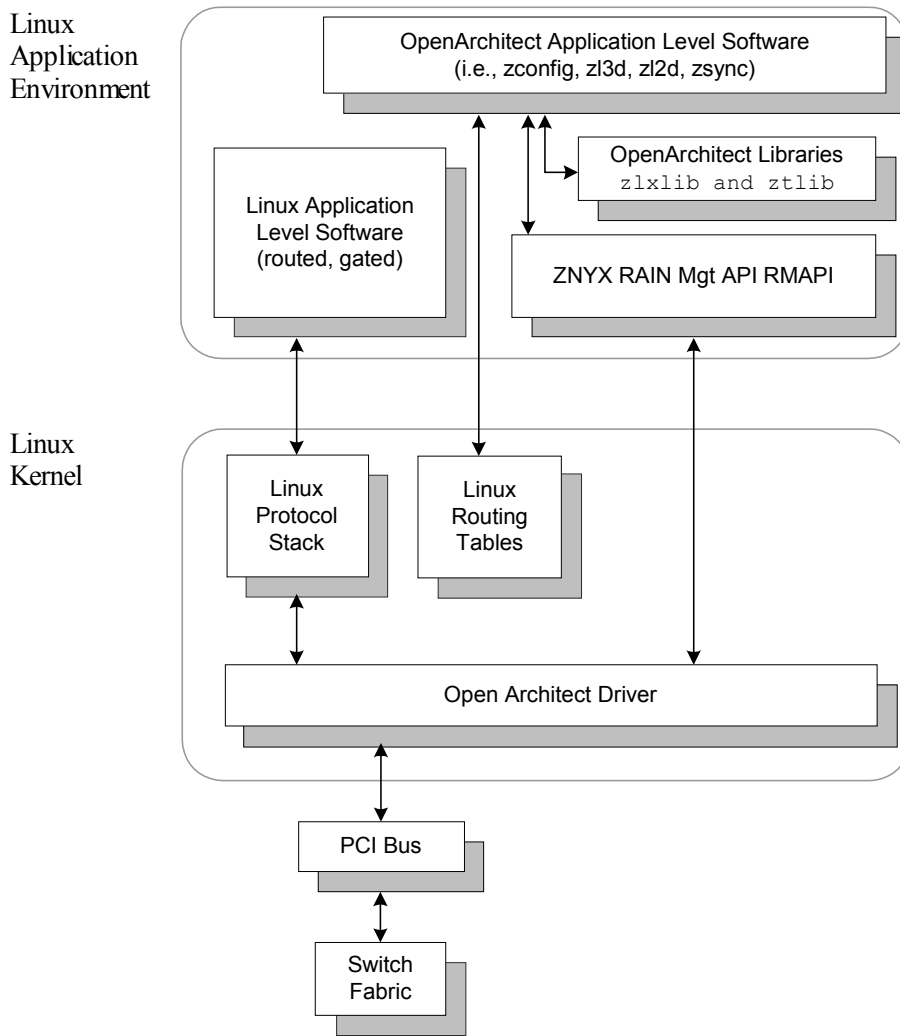 Linux
Application
Environment
OpenArchitect Application Level Software
(i.e., zconfig, zl3d, zl2d, zsync)
OpenArchitect Libraries
zlxlib and ztlib
Linux Application
Level Software
(routed, gated)
ZNYX RAIN Mgt API RMAPI
Linux
Kernel
Linux
Protocol
Stack
Linux
Routing
Tables
Open Architect Driver
PCI Bus
Switch
Fabric